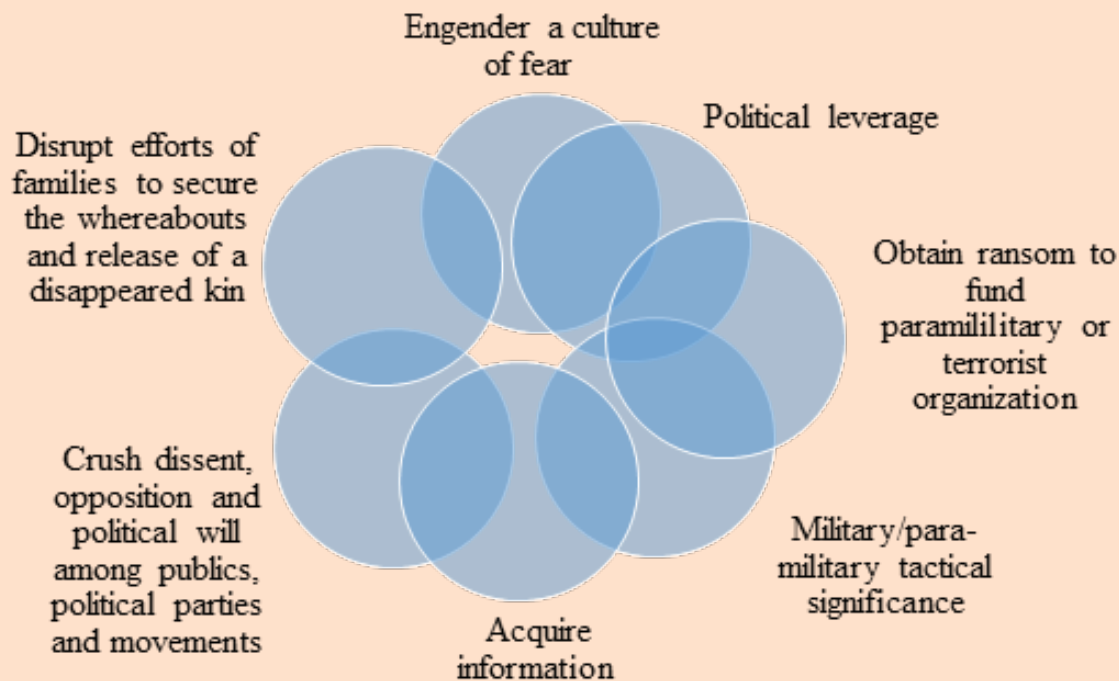 Engender a culture
of fear
Political leverage
Obtain ransom to
fund
paramililitary or
terrorist
organization
Military/para-
military tactical
significance
Acquire
information
Crush dissent,
opposition and
political will
among publics,
political parties
and movements
Disrupt efforts of
families to secure
the whereabouts
and release of a
disappeared kin